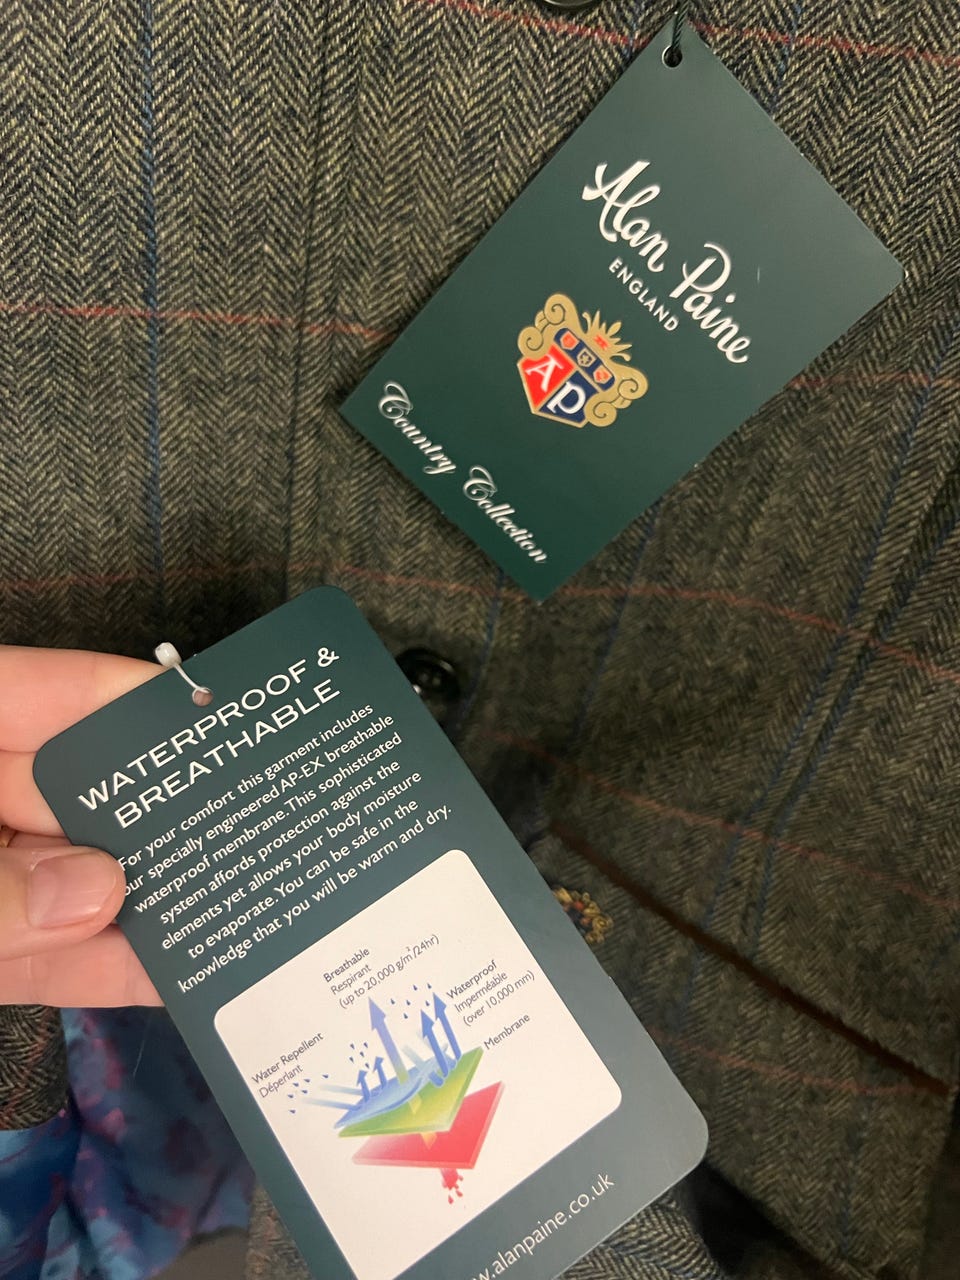 Alan Paine
ENGLAND
A P
Country Collection
WATERPROOF &
BREATHABLE
For your comfort this garment includes
our specially engineered AP-EX breathable
waterproof membrane. This sophisticated
system affords protection against the
elements yet allows your body moisture
to evaporate. You can be safe in the
knowledge that you will be warm and dry.
Breathable
Respirant
(up to 20,000 g/m²/24hr)
Waterproof
Imperméable
(over 10,000 mm)
Membrane
Water Repellent
Déperlant
w.alanpaine.co.uk